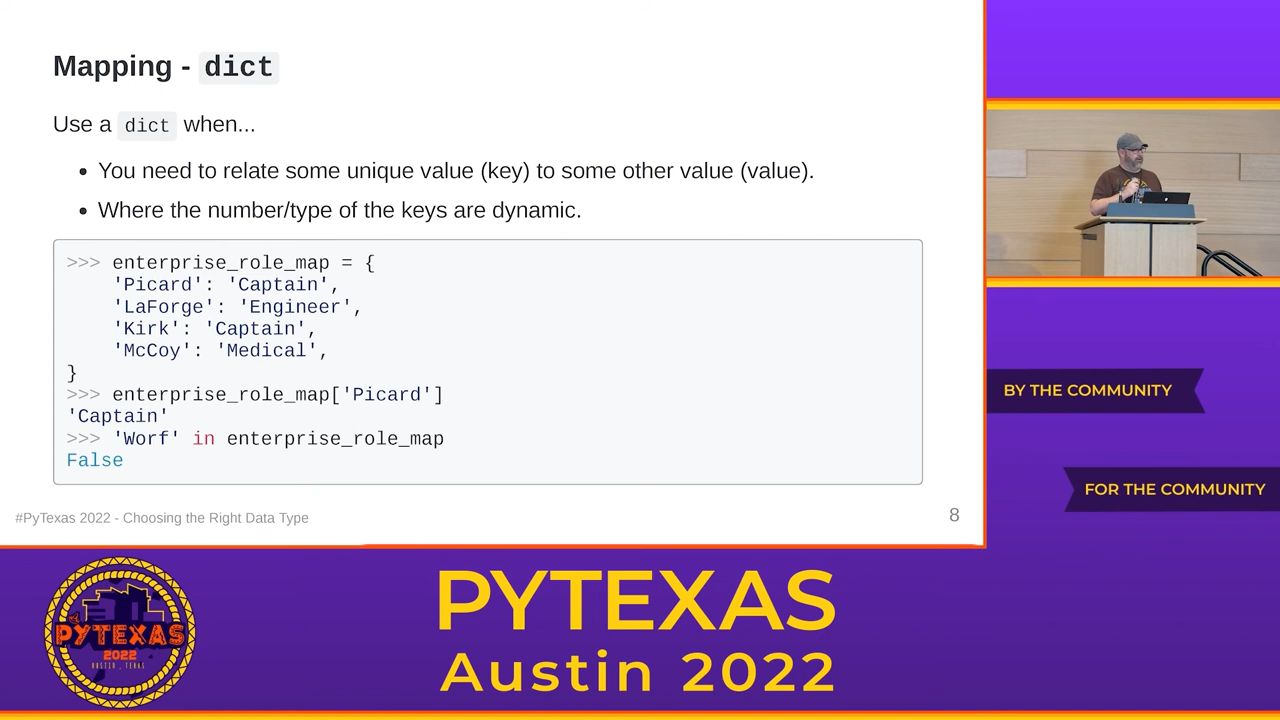 Mapping - dict
Use a dict when...
• You need to relate some unique value (key) to some other value (value).
• Where the number/type of the keys are dynamic.
>>> enterprise_role_map = {
    'Picard': 'Captain',
    'LaForge': 'Engineer',
    'Kirk': 'Captain',
    'McCoy': 'Medical',
}
>>> enterprise_role_map['Picard']
'Captain'
>>> 'Worf' in enterprise_role_map
False
#PyTexas 2022 - Choosing the Right Data Type
8
BY THE COMMUNITY
FOR THE COMMUNITY
PYTEXAS
2022
AUSTIN, TEXAS
PYTEXAS
Austin 2022